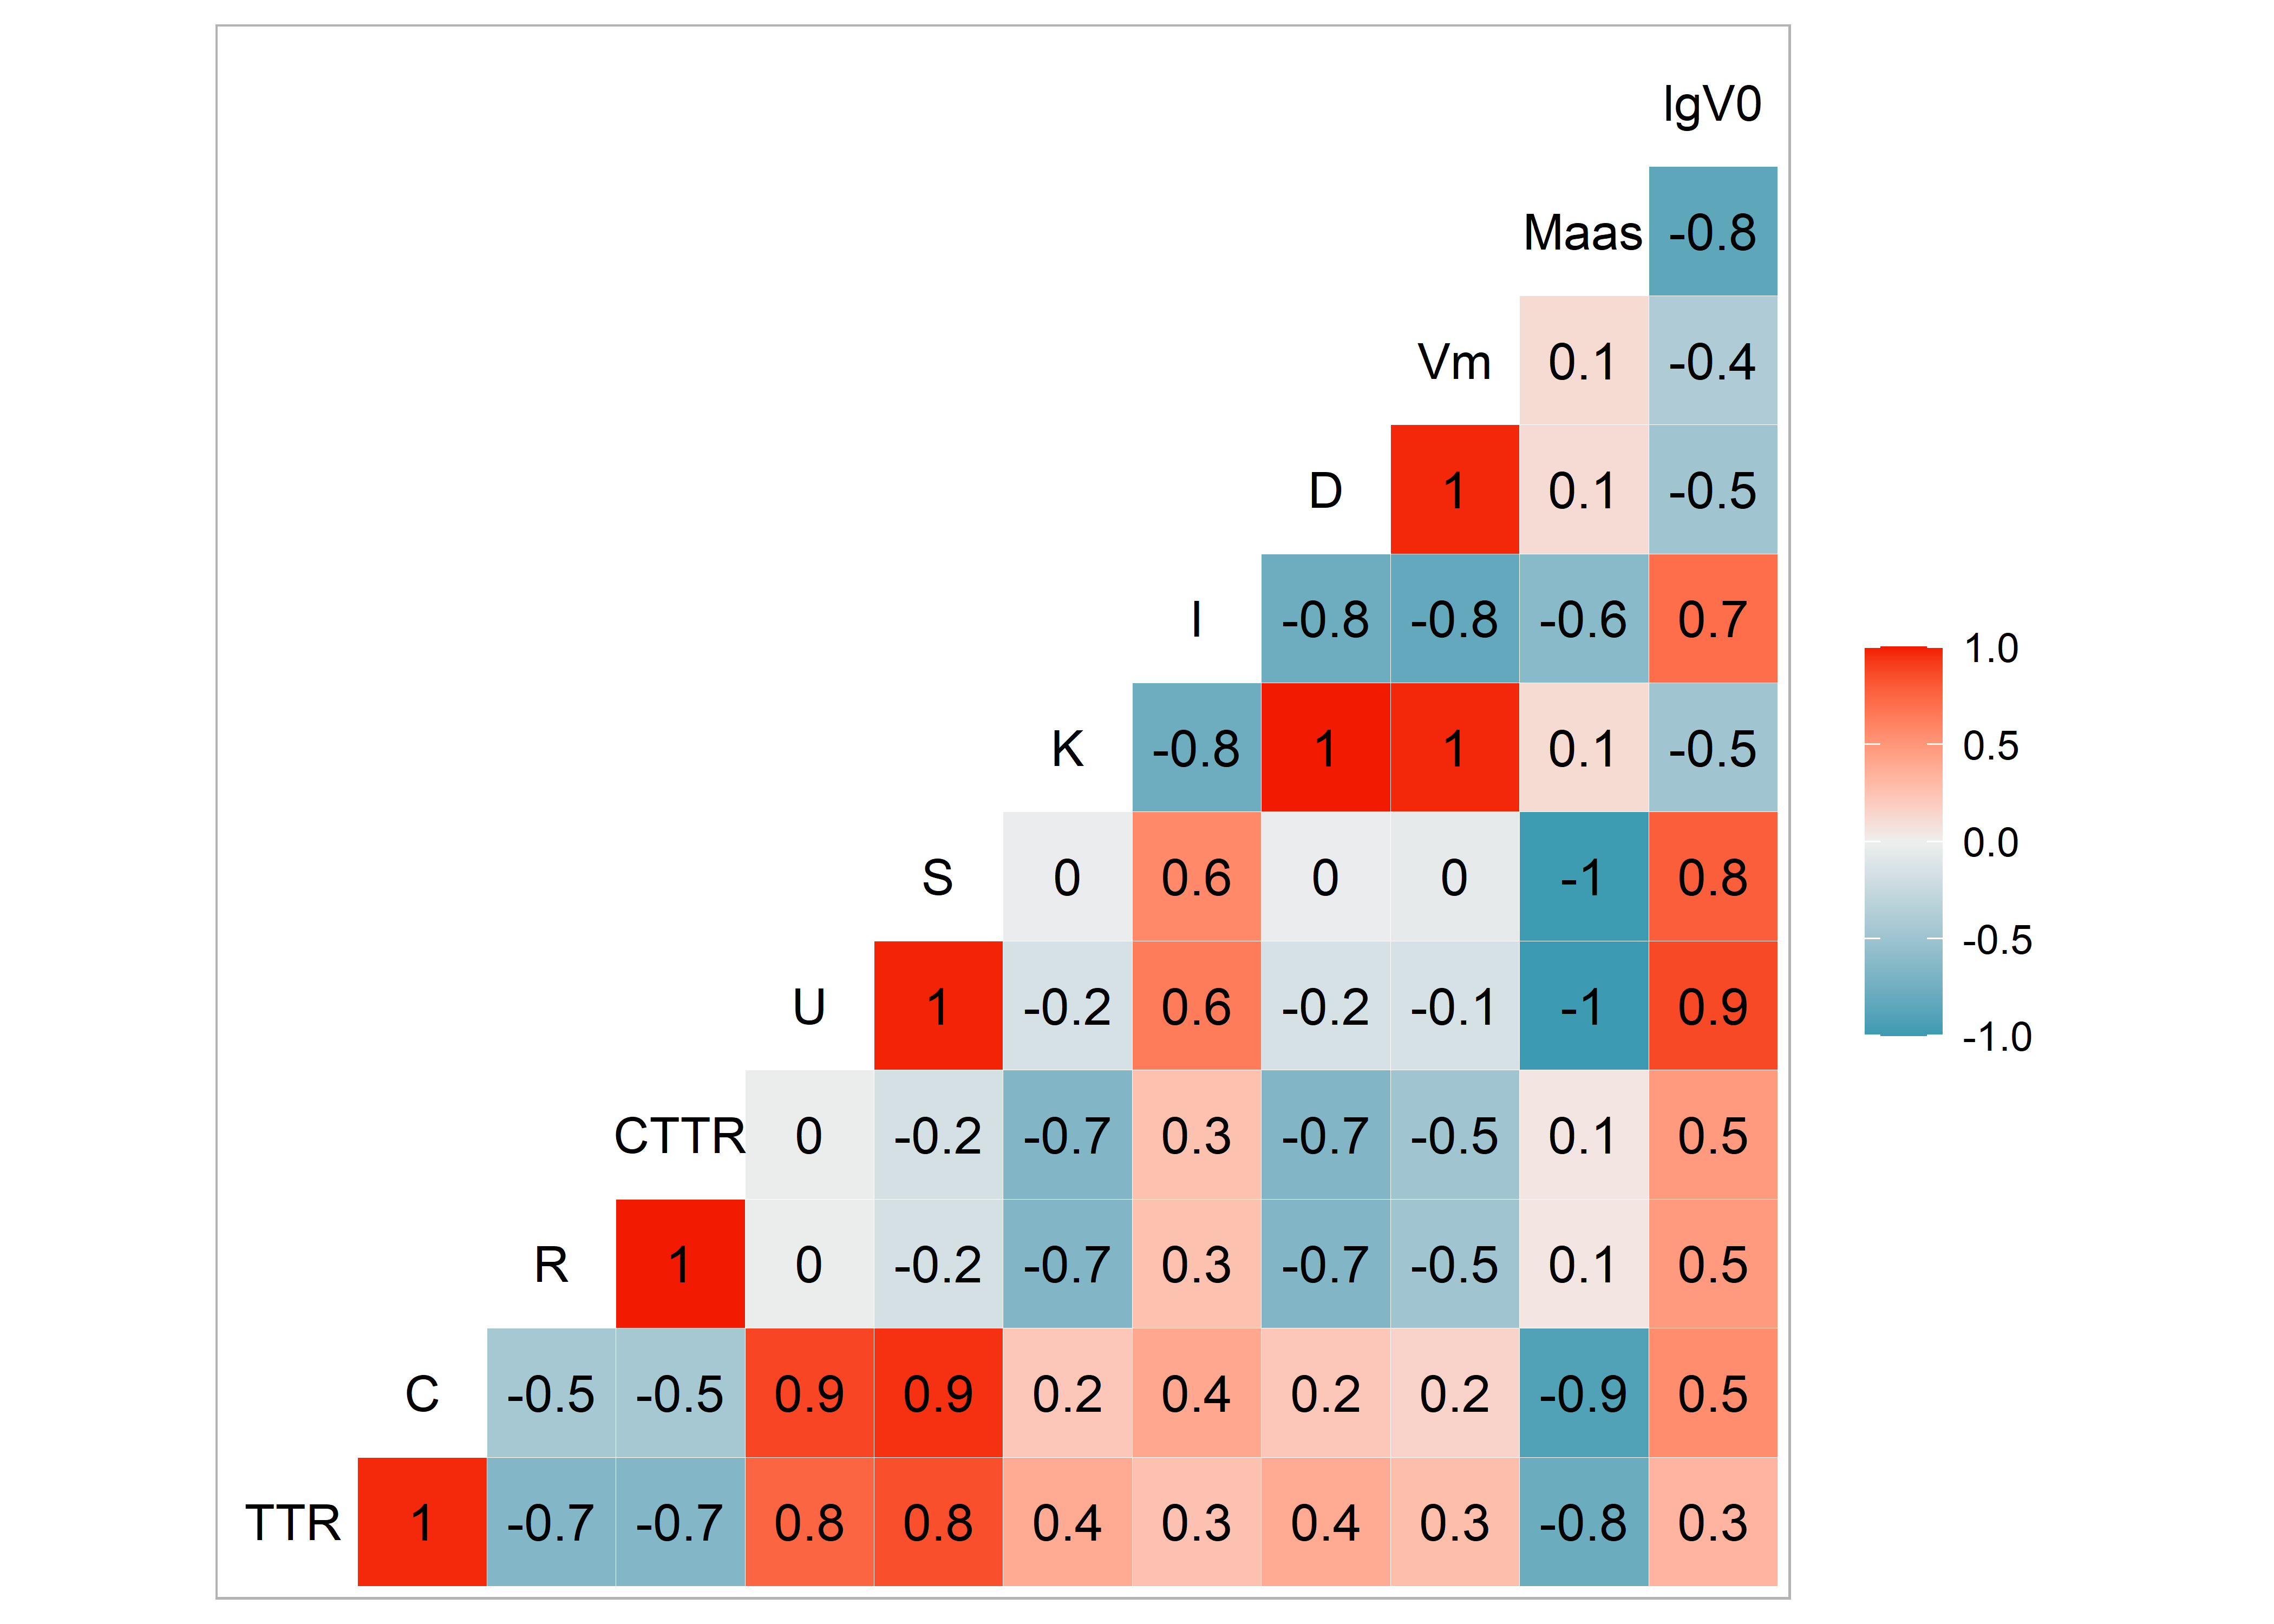 lgV0
Maas -0.8
Vm 0.1 -0.4
D 1 0.1 -0.5
I -0.8 -0.8 -0.6 0.7
K -0.8 1 1 0.1 -0.5
S 0 0.6 0 0 -1 0.8
U 1 -0.2 0.6 -0.2 -0.1 -1 0.9
CTTR 0 -0.2 -0.7 0.3 -0.7 -0.5 0.1 0.5
R 1 0 -0.2 -0.7 0.3 -0.7 -0.5 0.1 0.5
C -0.5 -0.5 0.9 0.9 0.2 0.4 0.2 0.2 -0.9 0.5
TTR 1 -0.7 -0.7 0.8 0.8 0.4 0.3 0.4 0.3 -0.8 0.3
1.0
0.5
0.0
-0.5
-1.0